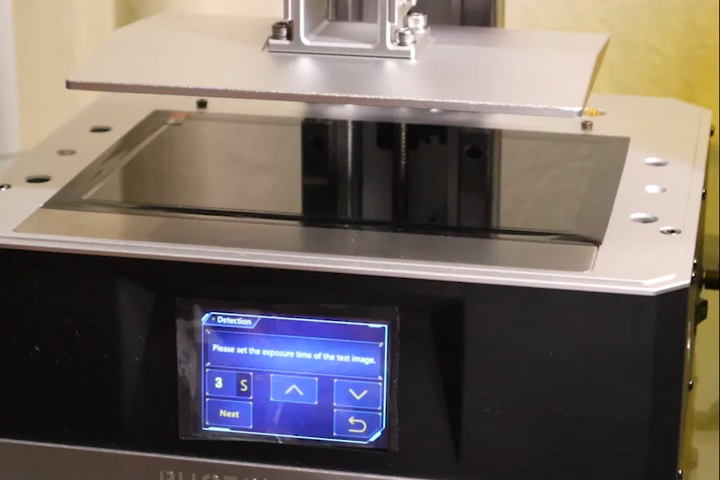 Detection
Please set the exposure time of the test image.
3 S
Next